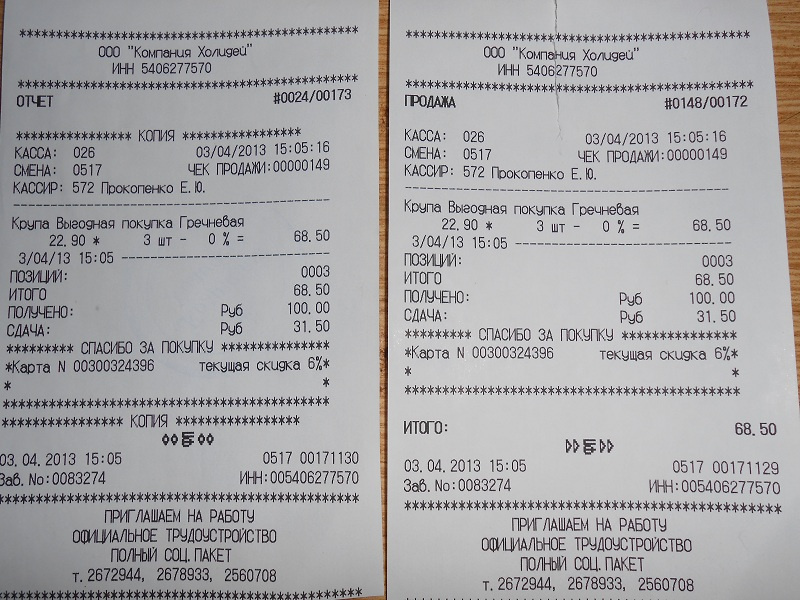 ************************************************
ООО "Компания Холидей"
ИНН 5406277570
************************************************
ОТЧЕТ #0024/00173
**************** КОПИЯ ****************
КАССА: 026 03/04/2013 15:05:16
СМЕНА: 0517 ЧЕК ПРОДАЖИ:00000149
КАССИР: 572 Прокопенко Е.Ю.
------------------------------------------------
Крупа Выгодная покупка Гречневая
22.90 * 3 шт - 0 % = 68.50
3/04/13 15:05 --------------------------------
ПОЗИЦИЙ: 0003
ИТОГО 68.50
ПОЛУЧЕНО: Руб 100.00
СДАЧА: Руб 31.50
********* СПАСИБО ЗА ПОКУПКУ ***************
*Карта N 00300324396 текущая скидка 6%*
* *
************************************************
**************** КОПИЯ ****************
03.04.2013 15:05 0517 00171130
Зав.No:0083274 ИНН:005406277570
************************************************
ПРИГЛАШАЕМ НА РАБОТУ
ОФИЦИАЛЬНОЕ ТРУДОУСТРОЙСТВО
ПОЛНЫЙ СОЦ.ПАКЕТ
т. 2672944, 2678933, 2560708
************************************************
************************************************
ООО "Компания Холидей"
ИНН 5406277570
************************************************
ПРОДАЖА #0148/00172
КАССА: 026 03/04/2013 15:05:16
СМЕНА: 0517 ЧЕК ПРОДАЖИ:00000149
КАССИР: 572 Прокопенко Е.Ю.
------------------------------------------------
Крупа Выгодная покупка Гречневая
22.90 * 3 шт - 0 % = 68.50
3/04/13 15:05 --------------------------------
ПОЗИЦИЙ: 0003
ИТОГО 68.50
ПОЛУЧЕНО: Руб 100.00
СДАЧА: Руб 31.50
********* СПАСИБО ЗА ПОКУПКУ ***************
*Карта N 00300324396 текущая скидка 6%*
* *
************************************************
ИТОГО: 68.50
03.04.2013 15:05 0517 00171129
Зав.No:0083274 ИНН:005406277570
************************************************
ПРИГЛАШАЕМ НА РАБОТУ
ОФИЦИАЛЬНОЕ ТРУДОУСТРОЙСТВО
ПОЛНЫЙ СОЦ.ПАКЕТ
т. 2672944, 2678933, 2560708